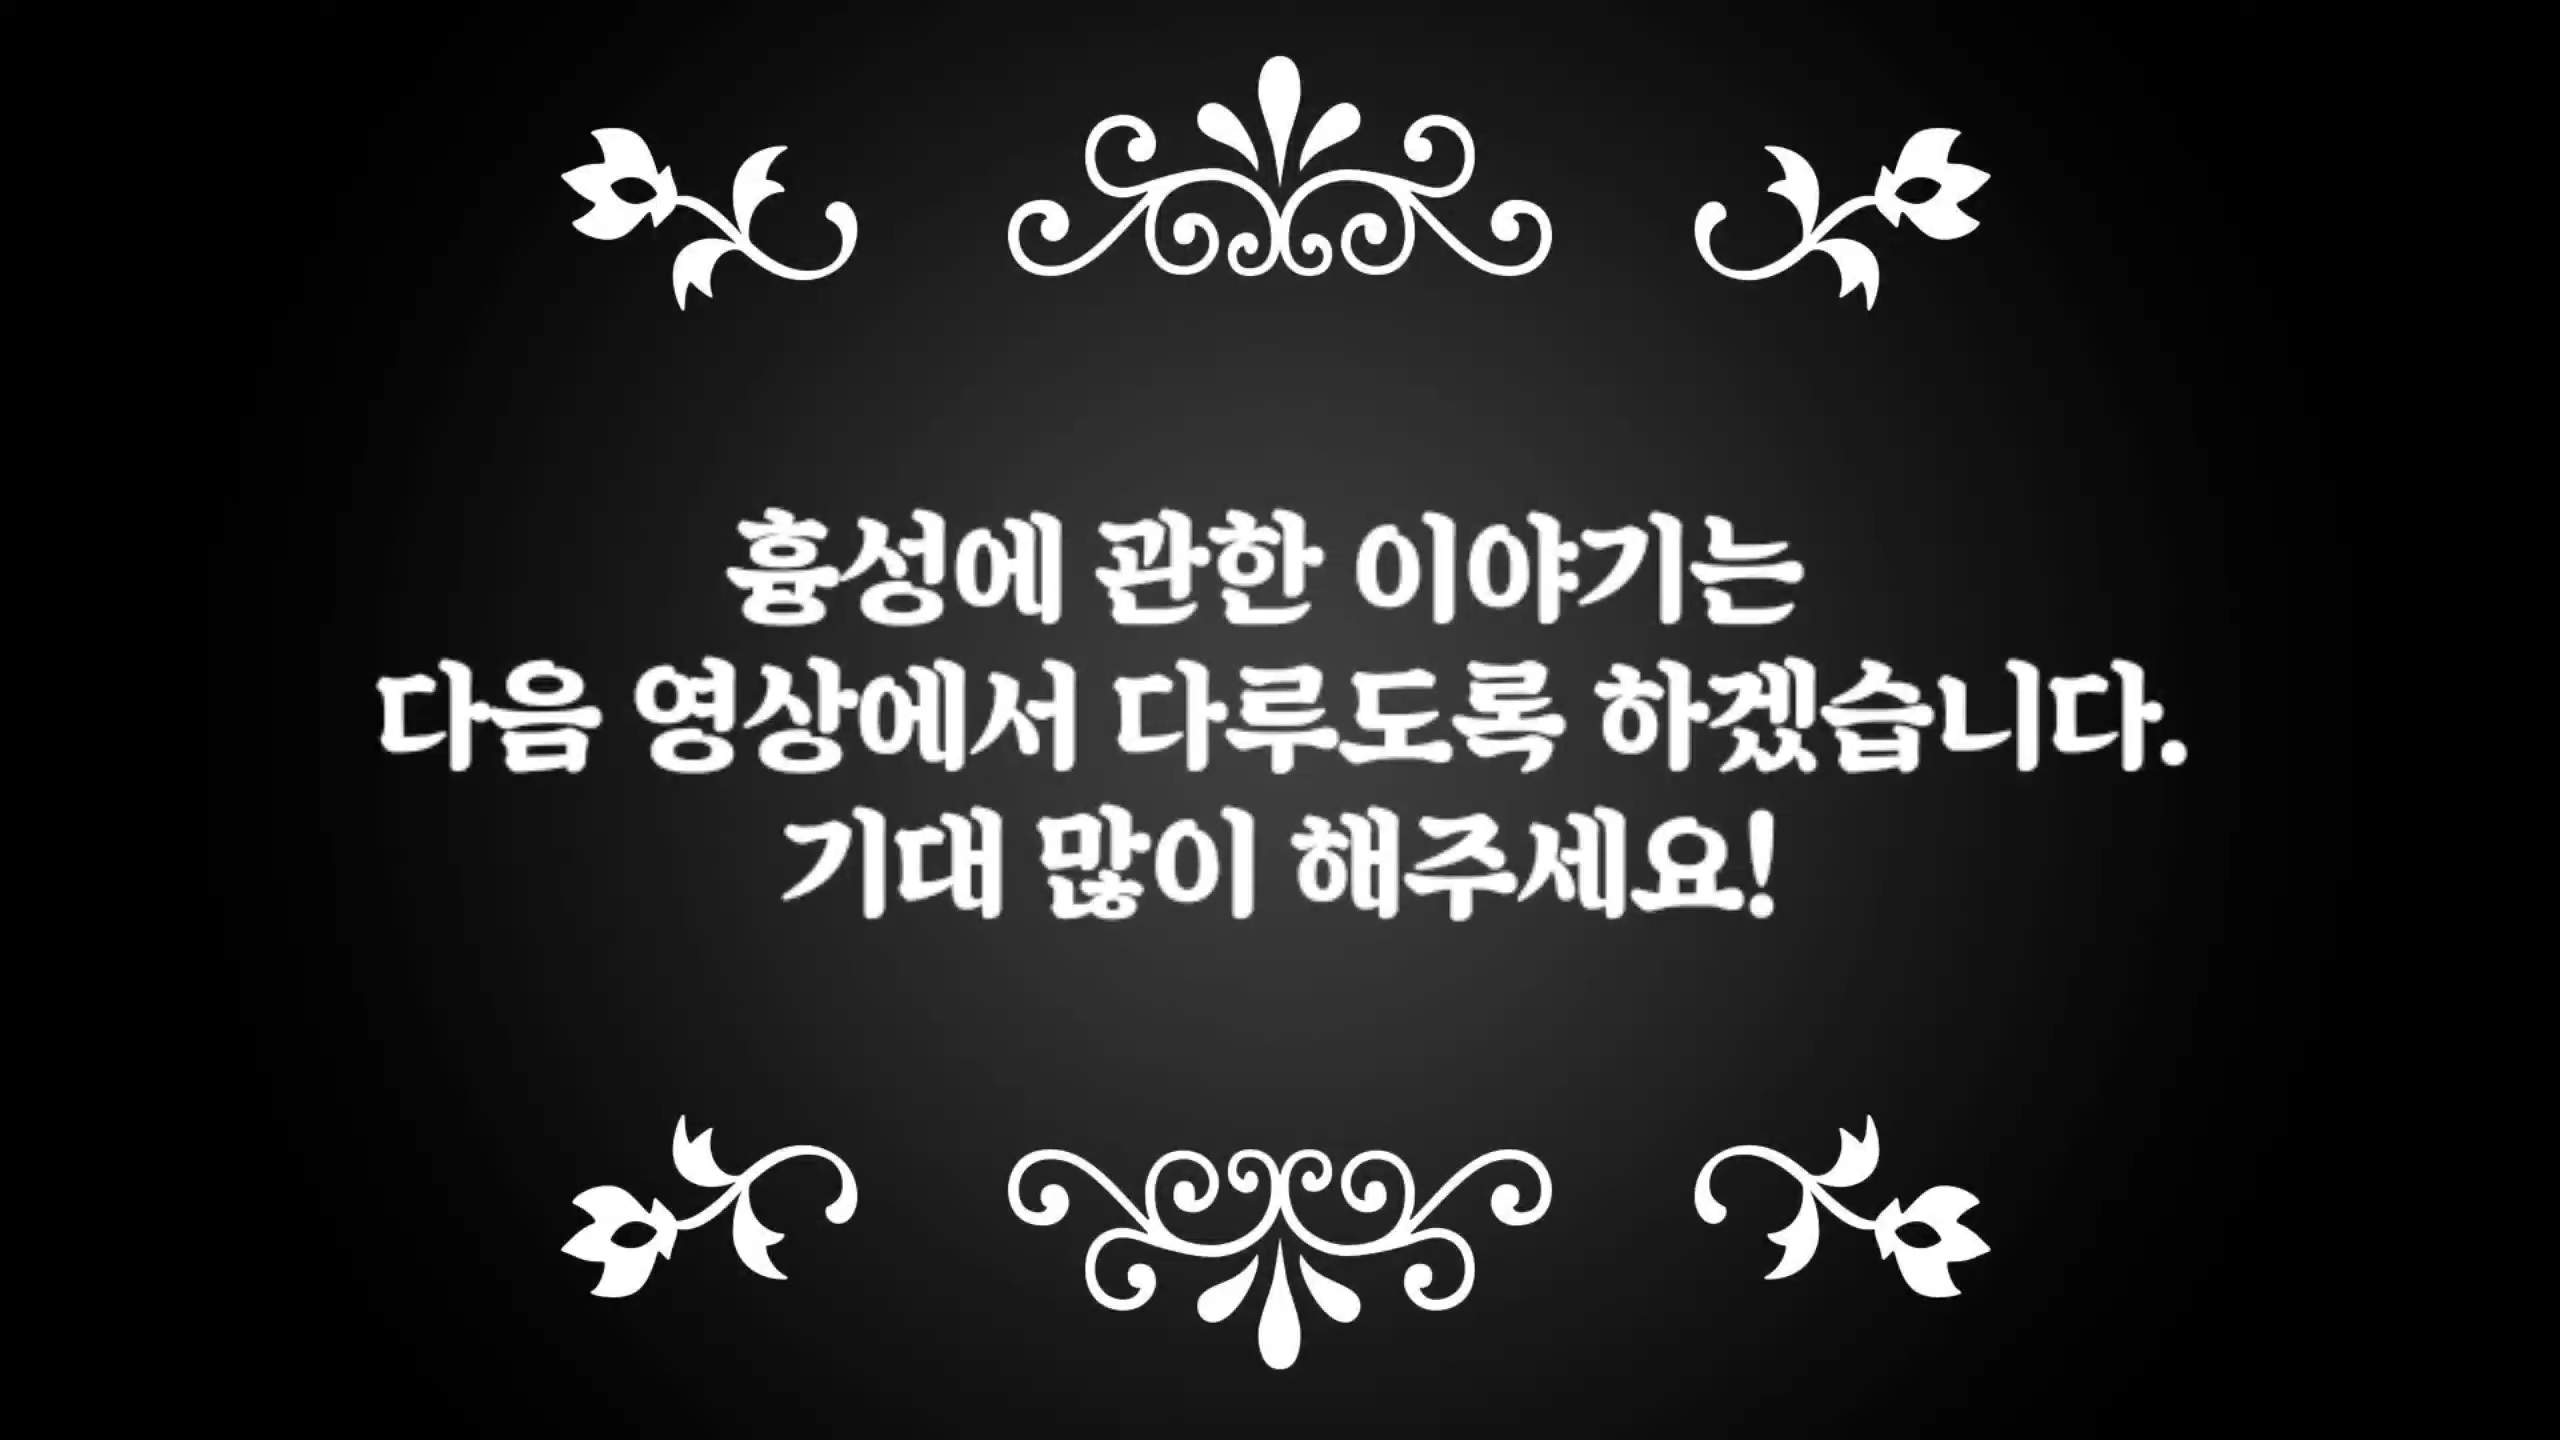 흉성에 관한 이야기는
다음 영상에서 다루도록 하겠습니다.
기대 많이 해주세요!